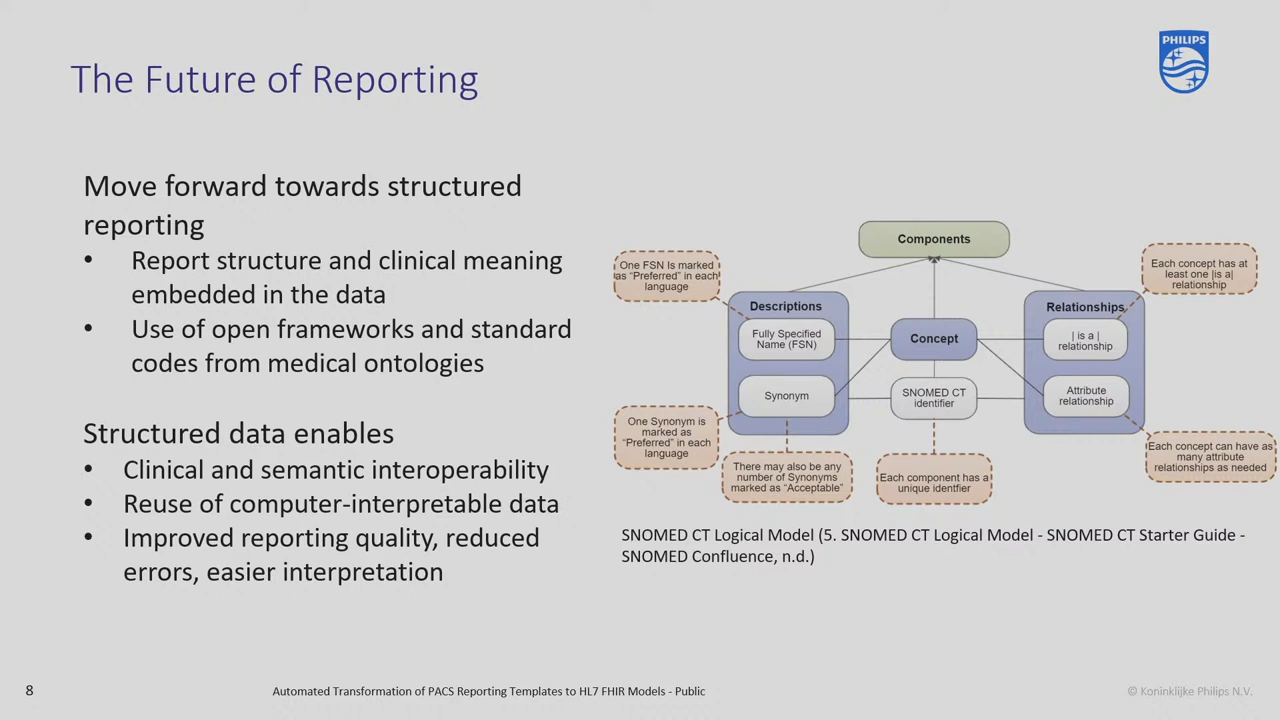 PHILIPS
The Future of Reporting
Move forward towards structured
reporting
• Report structure and clinical meaning
embedded in the data
• Use of open frameworks and standard
codes from medical ontologies
Structured data enables
• Clinical and semantic interoperability
• Reuse of computer-interpretable data
• Improved reporting quality, reduced
errors, easier interpretation
Components
One FSN Is marked
as “Preferred” in each
language
Each concept has at
least one |is a|
relationship
Descriptions
Fully Specified
Name (FSN)
Synonym
Concept
SNOMED CT
identifier
Relationships
| is a |
relationship
Attribute
relationship
One Synonym is
marked as
“Preferred” in each
language
There may also be any
number of Synonyms
marked as “Acceptable”
Each component has a
unique identfier
Each concept can have as
many attribute
relationships as needed
SNOMED CT Logical Model (5. SNOMED CT Logical Model - SNOMED CT Starter Guide -
SNOMED Confluence, n.d.)
8
Automated Transformation of PACS Reporting Templates to HL7 FHIR Models - Public
© Koninklijke Philips N.V.